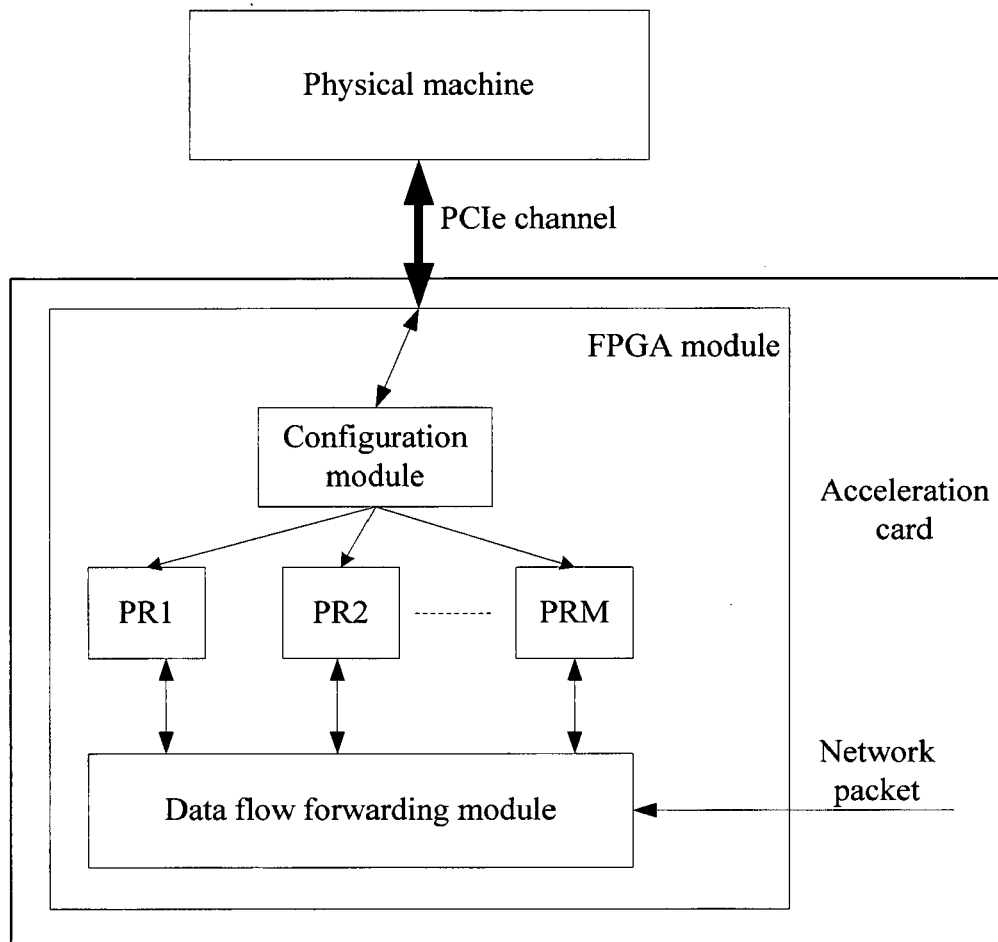 Physical machine
PCIe channel
FPGA module
Configuration
module
Acceleration
card
PR1
PR2
PRM
Network
packet
Data flow forwarding module